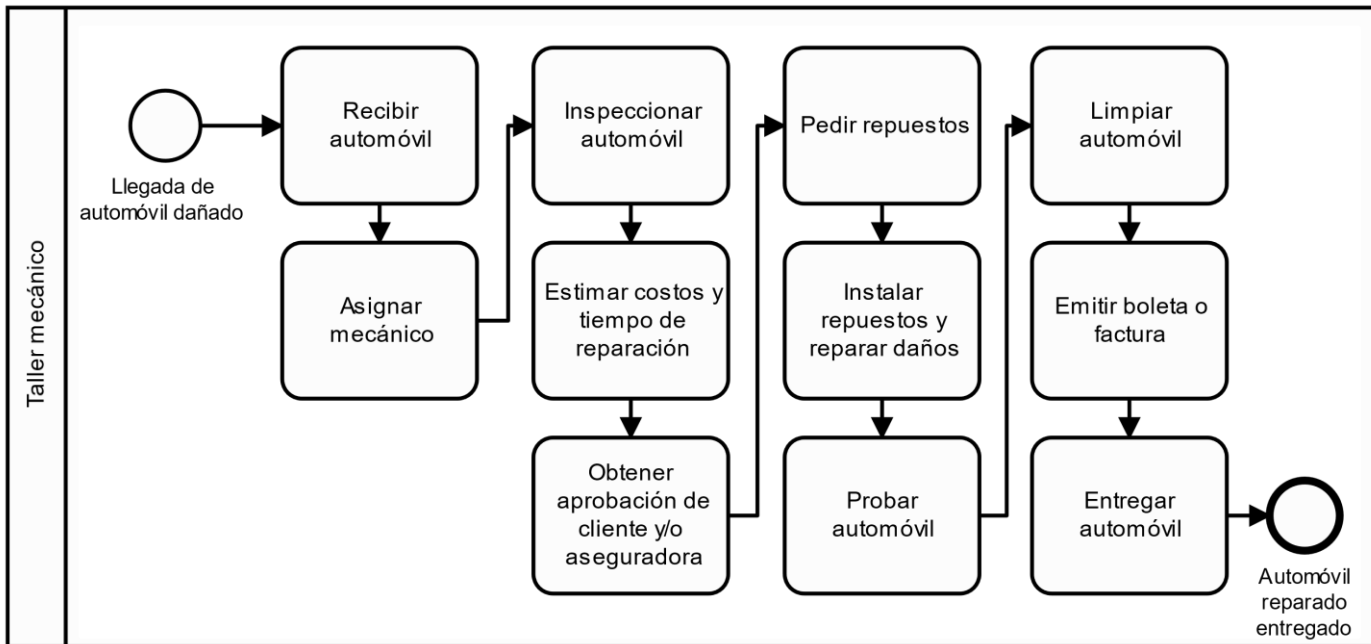 Taller mecánico
Llegada de
automóvil dañado
Recibir
automóvil
Asignar
mecánico
Inspeccionar
automóvil
Estimar costos y
tiempo de
reparación
Obtener
aprobación de
cliente y/o
aseguradora
Pedir repuestos
Instalar
repuestos y
reparar daños
Probar
automóvil
Limpiar
automóvil
Emitir boleta o
factura
Entregar
automóvil
Automóvil
reparado
entregado